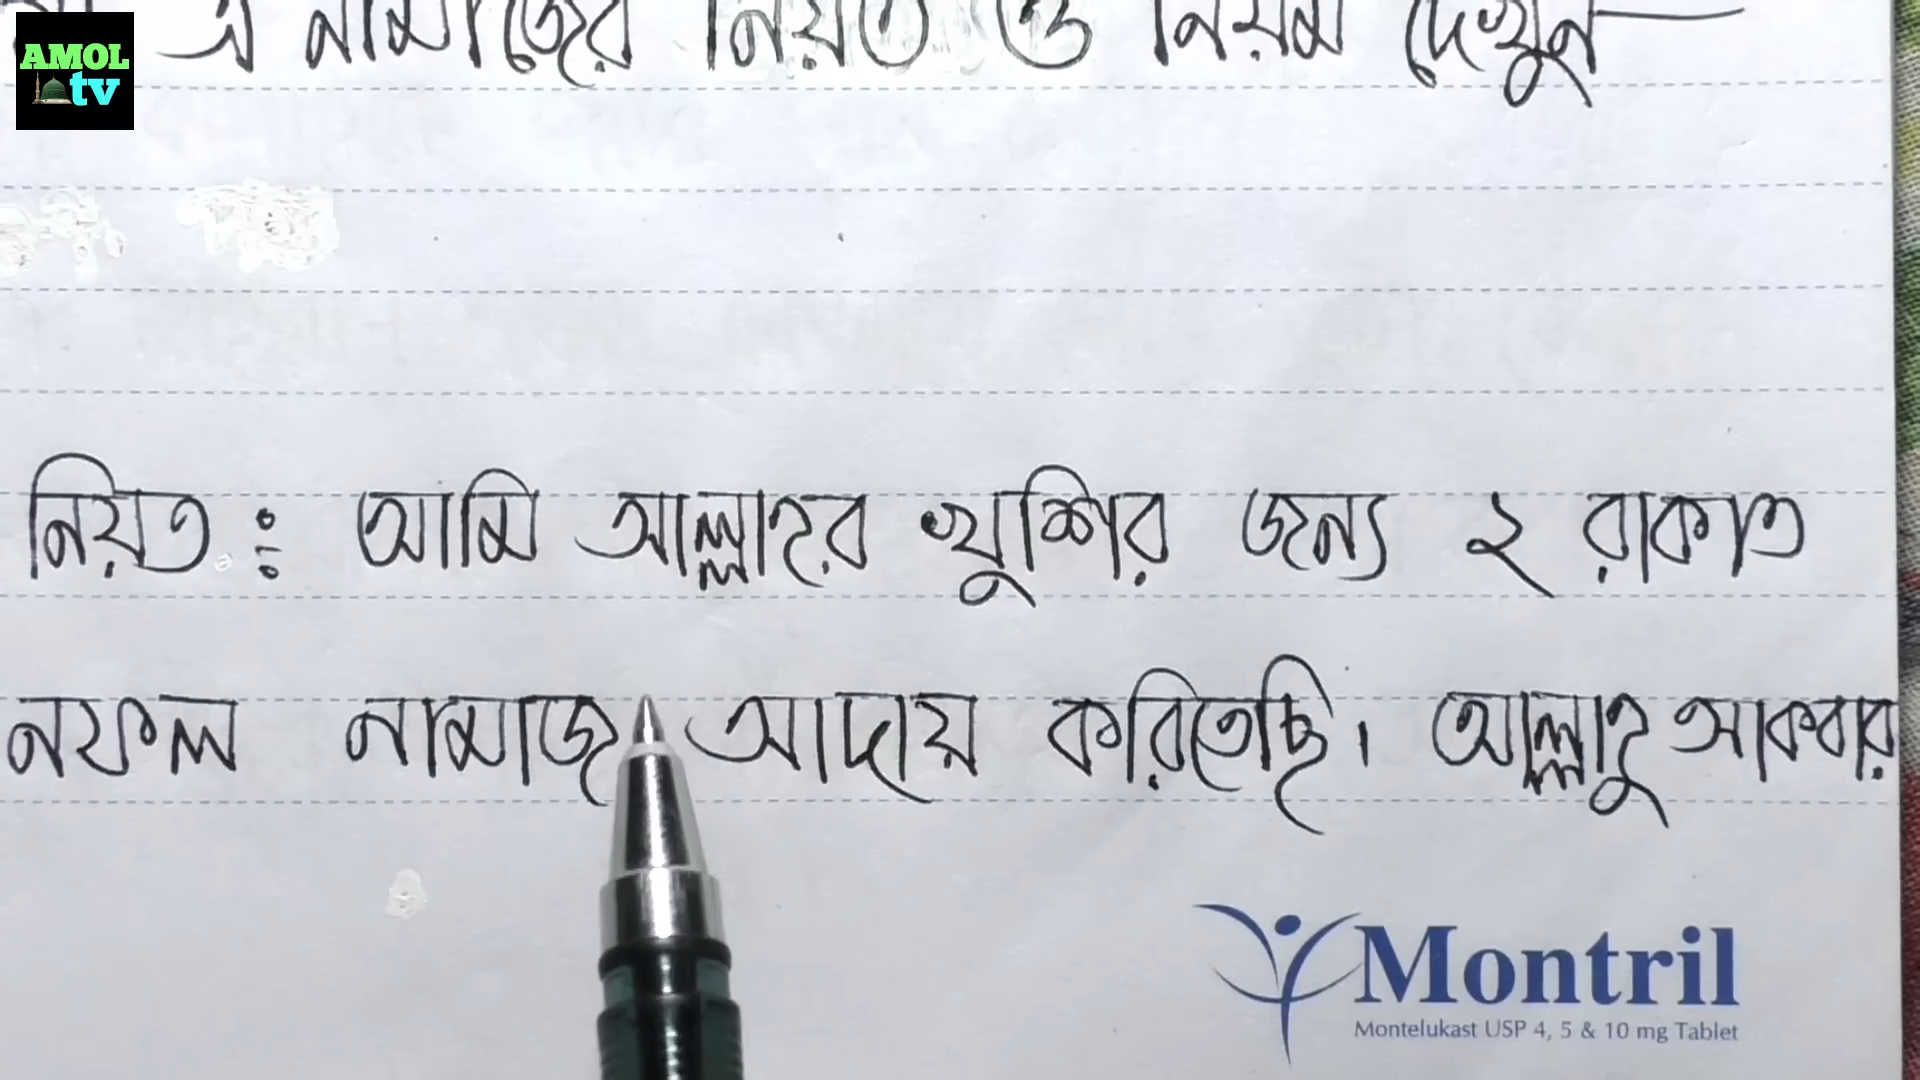 এ নামাজের নিয়ত ও নিয়ম দেখুন—
AMOL
tv
নিয়ত : আমি আল্লাহর খুশির জন্য ২ রাকাত
নফল নামাজ আদায় করিতেছি। আল্লাহু আকবার
Montril
Montelukast USP 4, 5 & 10 mg Tablet